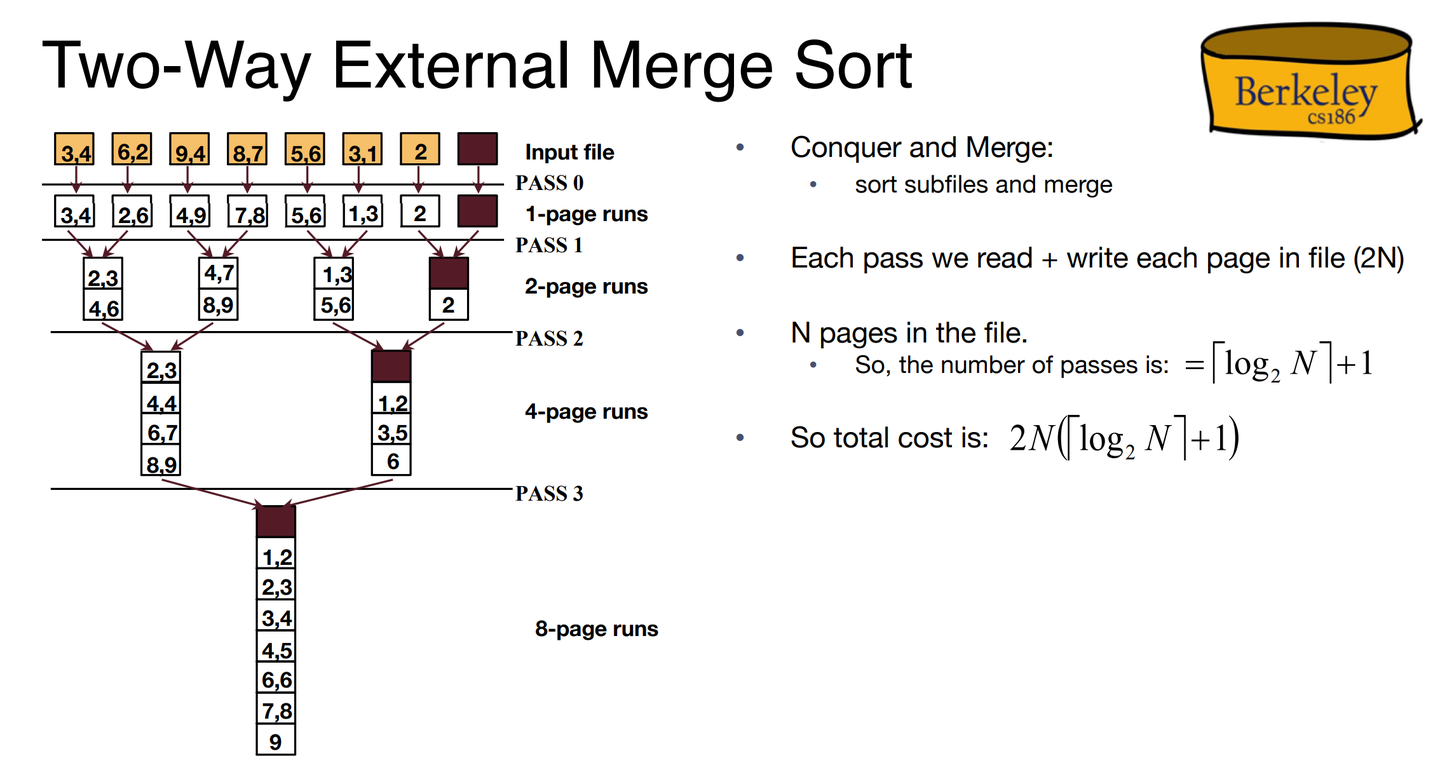 Two-Way External Merge Sort
Berkeley
cs186
3,4 6,2 9,4 8,7 5,6 3,1 2 Input file
PASS 0
3,4 2,6 4,9 7,8 5,6 1,3 2 1-page runs
PASS 1
2,3 4,7 1,3
2-page runs
4,6 8,9 5,6 2
PASS 2
2,3
4,4 1,2
4-page runs
6,7 3,5
8,9 6
PASS 3
1,2
2,3
3,4
8-page runs
4,5
6,6
7,8
9
• Conquer and Merge:
• sort subfiles and merge
• Each pass we read + write each page in file (2N)
• N pages in the file.
• So, the number of passes is: =⌈log₂ N⌉+1
• So total cost is: 2N(⌈log₂ N⌉+1)